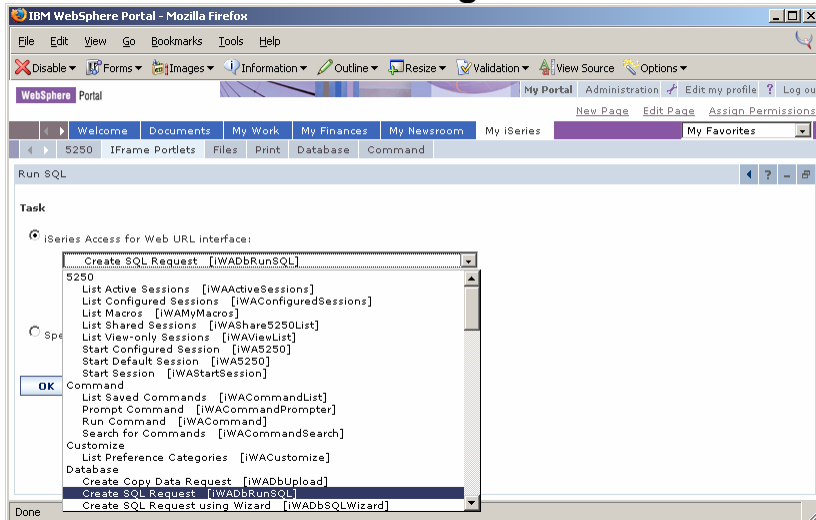 IBM WebSphere Portal - Mozilla Firefox
File Edit View Go Bookmarks Tools Help
Disable Forms Images Information Outline Resize Validation View Source Options
WebSphere Portal My Portal Administration Edit my profile ? Log ou
New Page Edit Page Assign Permissions
Welcome Documents My Work My Finances My Newsroom My iSeries My Favorites
5250 IFrame Portlets Files Print Database Command
Run SQL
Task
iSeries Access for Web URL interface:
Create SQL Request [iWADbRunSQL]
5250
List Active Sessions [iWAActiveSessions]
List Configured Sessions [iWAConfiguredSessions]
List Macros [iWAMyMacros]
List Shared Sessions [iWAShare5250List]
List View-only Sessions [iWAViewList]
Spe
Start Configured Session [iWA5250]
Start Default Session [iWA5250]
Start Session [iWAStartSession]
OK
Command
List Saved Commands [iWACommandList]
Prompt Command [iWACommandPrompter]
Run Command [iWACommand]
Search for Commands [iWACommandSearch]
Customize
List Preference Categories [iWACustomize]
Database
Create Copy Data Request [iWADbUpload]
Create SQL Request [iWADbRunSQL]
Create SQL Request using Wizard [iWADbSQLWizard]
Done